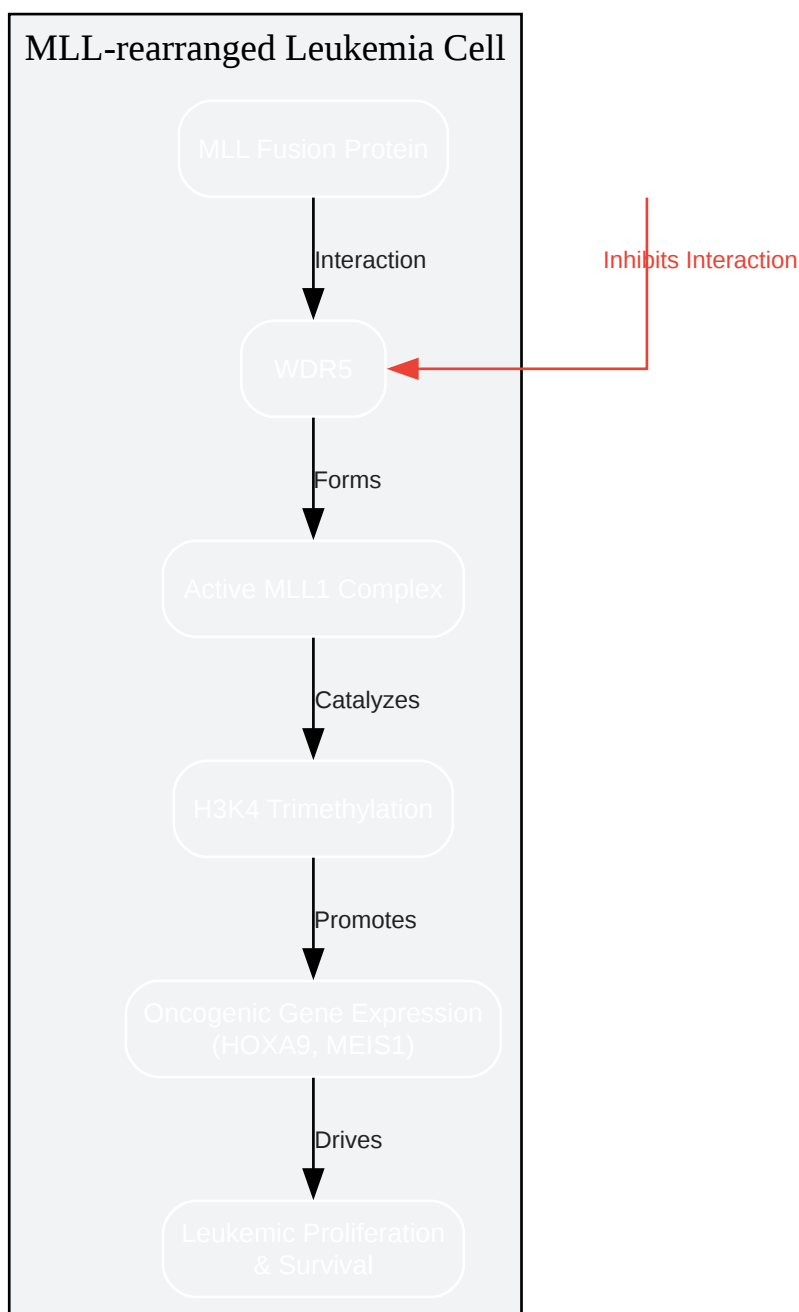 MLL-rearranged Leukemia Cell
MLL Fusion Protein
Interaction
Inhibits Interaction
WDR5
Forms
Active MLL1 Complex
Catalyzes
H3K4 Trimethylation
Promotes
Oncogenic Gene Expression
(HOXA9, MEIS1)
Drives
Leukemic Proliferation
& Survival